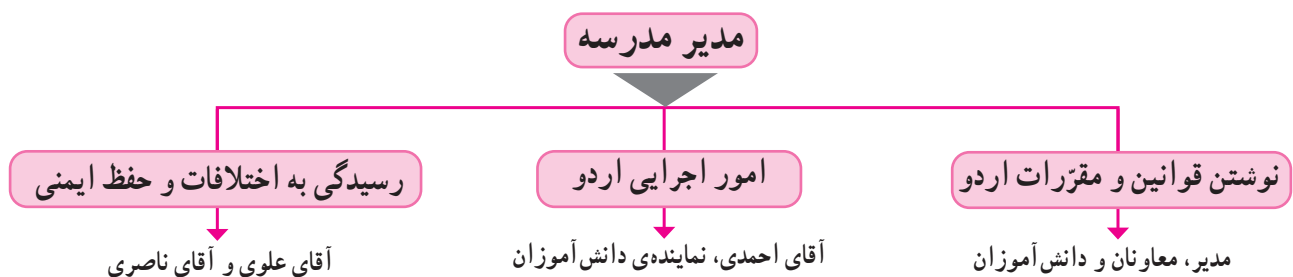 مدیر مدرسه
نوشتن قوانین و مقرّرات اردو
امور اجرایی اردو
رسیدگی به اختلافات و حفظ ایمنی
مدیر، معاونان و دانش‌آموزان
آقای احمدی، نماینده‌ی دانش‌آموزان
آقای علوی و آقای ناصری